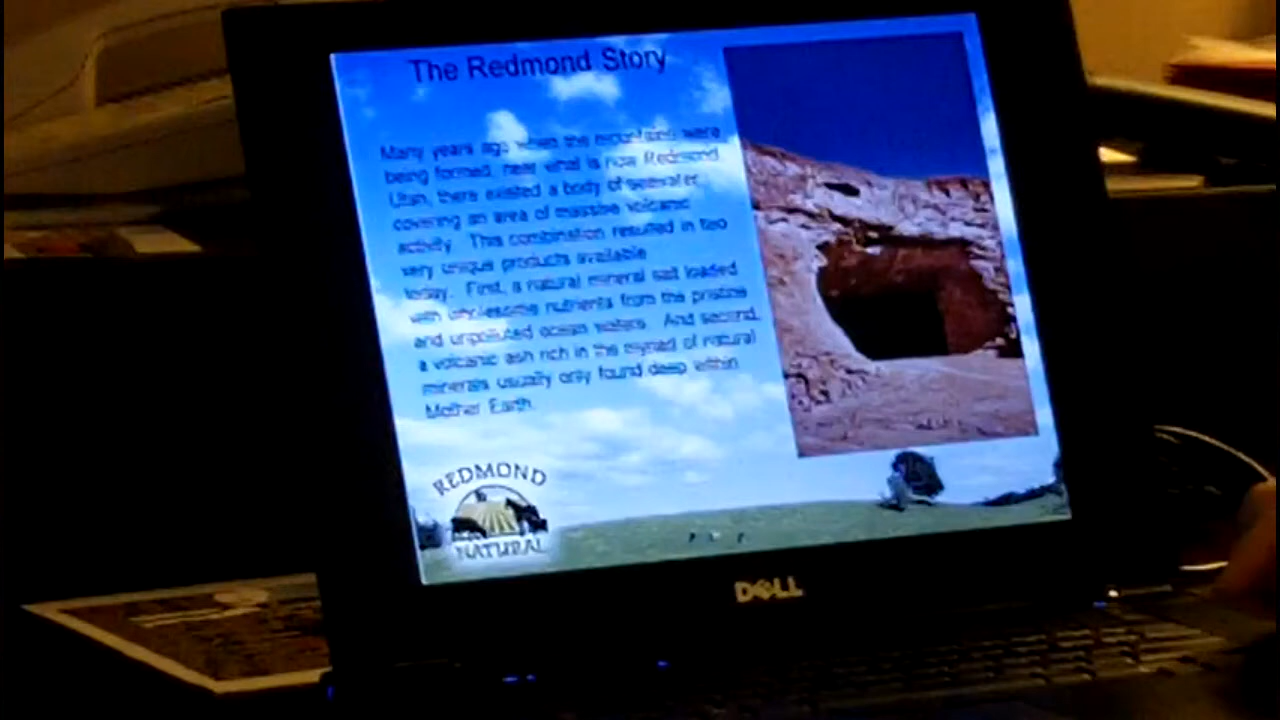 The Redmond Story
Many years ago when the mountains were
being formed, near what is now Redmond
Utah, there existed a body of seawater
covering an area of massive volcanic
activity. This combination resulted in two
very unique products available
today. First, a natural mineral salt loaded
with wholesome nutrients from the pristine
and unpolluted ocean waters. And second,
a volcanic ash rich in the myriad of natural
minerals usually only found deep within
Mother Earth.
REDMOND
NATURAL
DELL